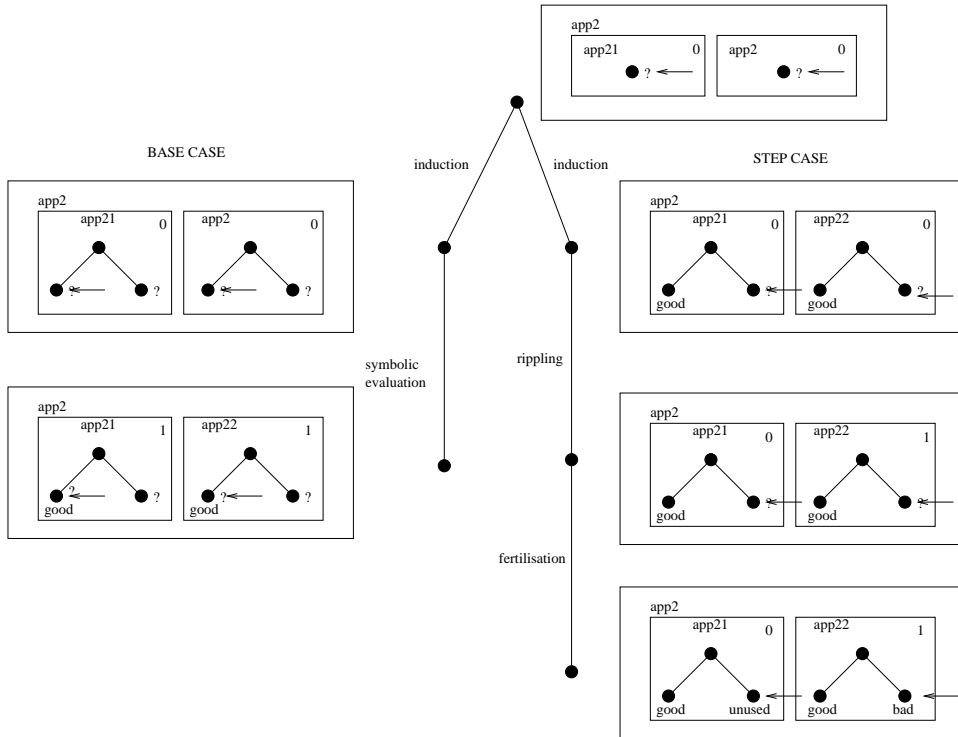 app2
app21 0 app2 0
? ?
BASE CASE
induction induction
STEP CASE
app2
app21 0 app2 0
? ? ? ?
app2
app21 0 app22 0
? ?
good good
symbolic
evaluation
rippling
app2
app21 1 app22 1
? ? ? ?
good good
app2
app21 0 app22 1
? ?
good good
fertilisation
app2
app21 0 app22 1
good unused good bad